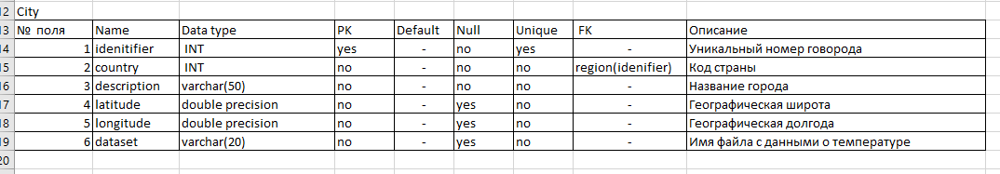 12 City
13 № поля Name Data type PK Default Null Unique FK Описание
14 1 idenitifier INT yes - no yes - Уникальный номер говорода
15 2 country INT no - no no region(idenifier) Код страны
16 3 description varchar(50) no - no no - Название города
17 4 latitude double precision no - yes no - Географическая широта
18 5 longitude double precision no - yes no - Географическая долгода
19 6 dataset varchar(20) no - yes no - Имя файла с данными о температуре
20